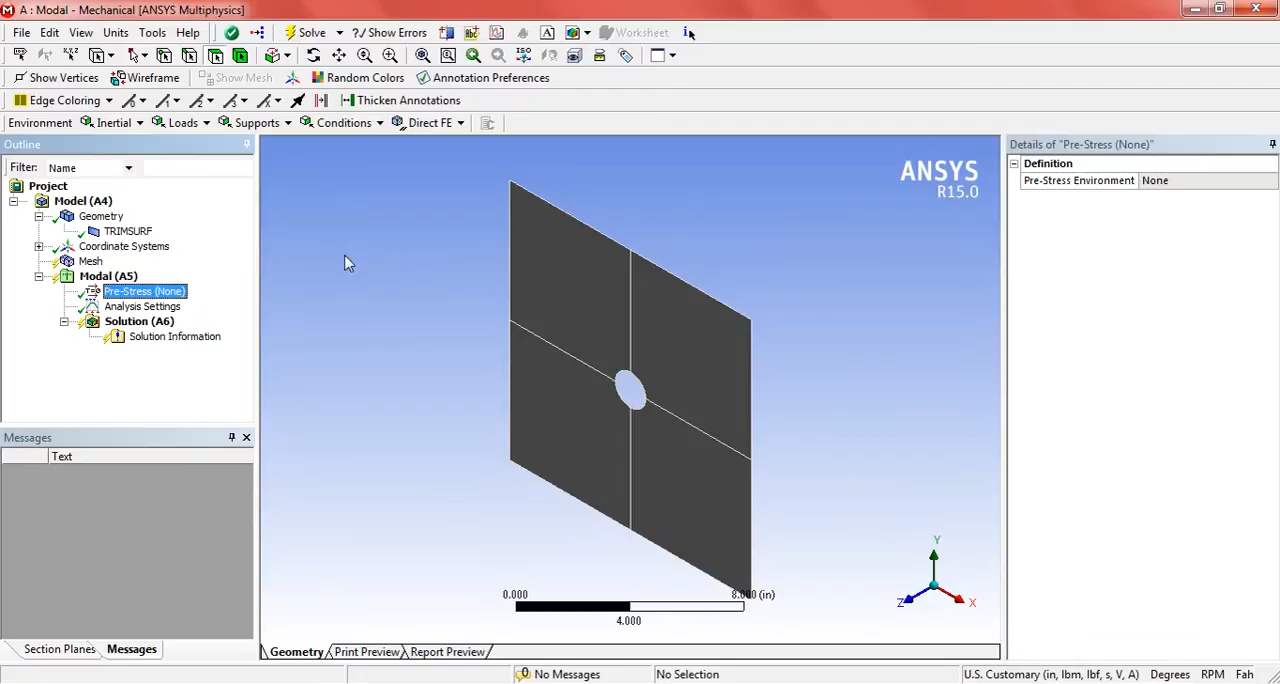 A : Modal - Mechanical [ANSYS Multiphysics]
File Edit View Units Tools Help Solve ?/ Show Errors A Worksheet i
ISO
Show Vertices Wireframe Show Mesh Random Colors Annotation Preferences
Edge Coloring Thicken Annotations
Environment Inertial Loads Supports Conditions Direct FE
Outline
Filter: Name
Project
Model (A4)
Geometry
TRIMSURF
Coordinate Systems
Mesh
Modal (A5)
Pre-Stress (None)
Analysis Settings
Solution (A6)
Solution Information
Messages
Text
Section Planes Messages
ANSYS
R15.0
Y
Z
X
0.000 8.000 (in)
4.000
Geometry Print Preview Report Preview
Details of "Pre-Stress (None)"
Definition
Pre-Stress Environment None
0 No Messages No Selection U.S. Customary (in, lbm, lbf, s, V, A) Degrees RPM Fah